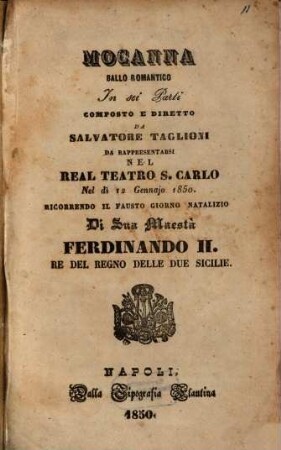 MOCANNA
BALLO ROMANTICO
In sei Parti
COMPOSTO E DIRETTO
DA
SALVATORE TAGLIONI
DA RAPPRESENTARSI
NEL
REAL TEATRO S. CARLO
Nel dì 12 Gennajo 1850.
RICORRENDO IL FAUSTO GIORNO NATALIZIO
Di Sua Maestà
FERDINANDO II.
RE DEL REGNO DELLE DUE SICILIE.
NAPOLI,
Dalla Tipografia Flautina
1850.